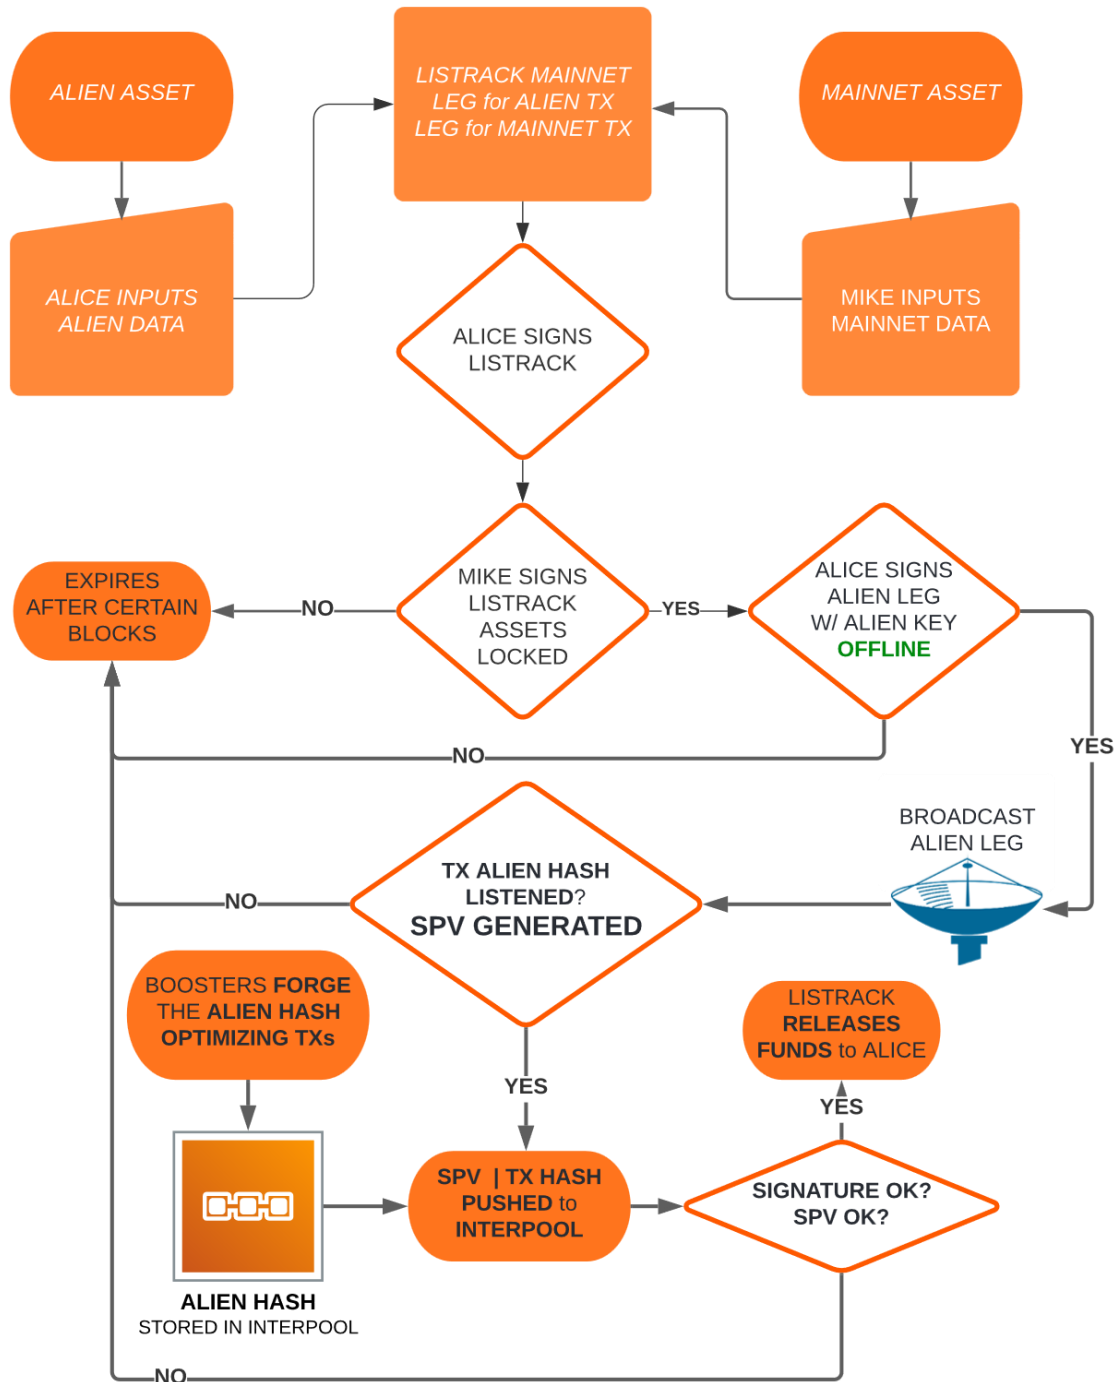 ALIEN ASSET
LISTRACK MAINNET
LEG for ALIEN TX
LEG for MAINNET TX
MAINNET ASSET
ALICE INPUTS
ALIEN DATA
MIKE INPUTS
MAINNET DATA
ALICE SIGNS
LISTRACK
EXPIRES
AFTER CERTAIN
BLOCKS
NO
MIKE SIGNS
LISTRACK
ASSETS
LOCKED
YES
ALICE SIGNS
ALIEN LEG
W/ ALIEN KEY
OFFLINE
NO
YES
BROADCAST
ALIEN LEG
TX ALIEN HASH
LISTENED?
SPV GENERATED
NO
BOOSTERS FORGE
THE ALIEN HASH
OPTIMIZING TXs
LISTRACK
RELEASES
FUNDS to ALICE
YES
YES
SPV | TX HASH
PUSHED to
INTERPOOL
SIGNATURE OK?
SPV OK?
ALIEN HASH
STORED IN INTERPOOL
NO